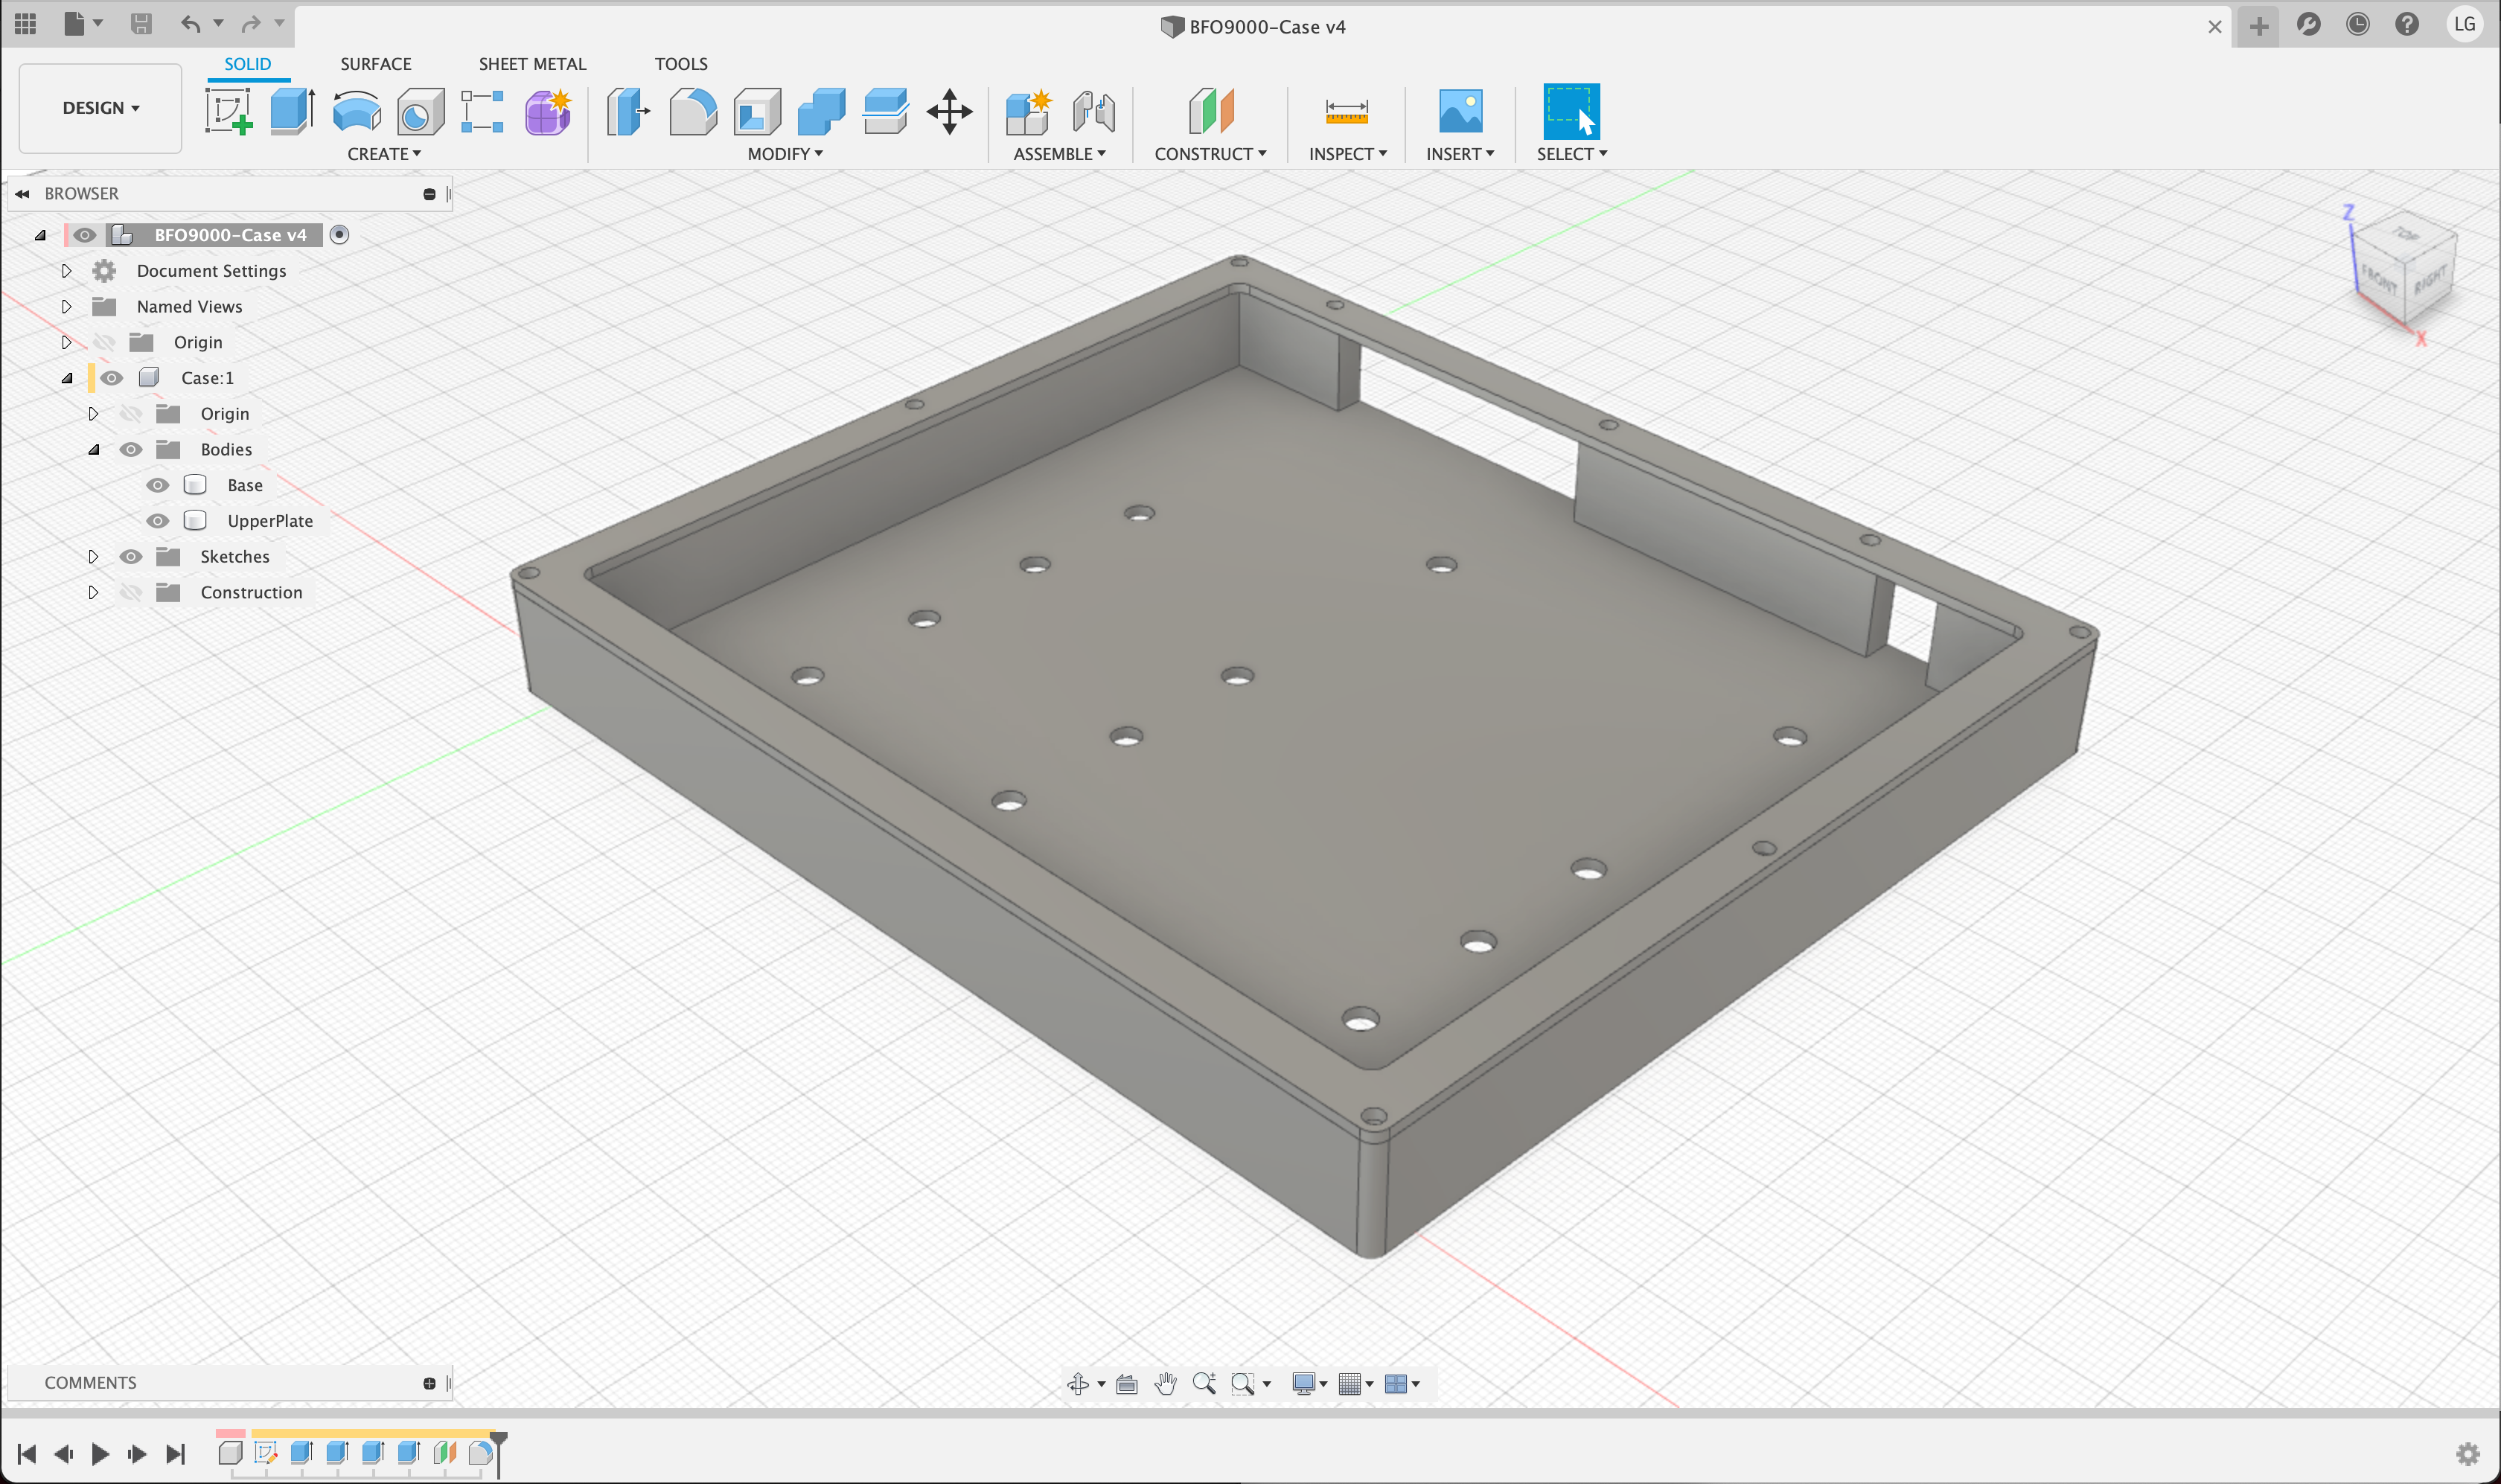 BFO9000-Case v4
LG
SOLID SURFACE SHEET METAL TOOLS
DESIGN
CREATE MODIFY ASSEMBLE CONSTRUCT INSPECT INSERT SELECT
BROWSER
BFO9000-Case v4
Document Settings
Named Views
Origin
Case:1
Origin
Bodies
Base
UpperPlate
Sketches
Construction
Z
TOP
FRONT RIGHT
X
COMMENTS